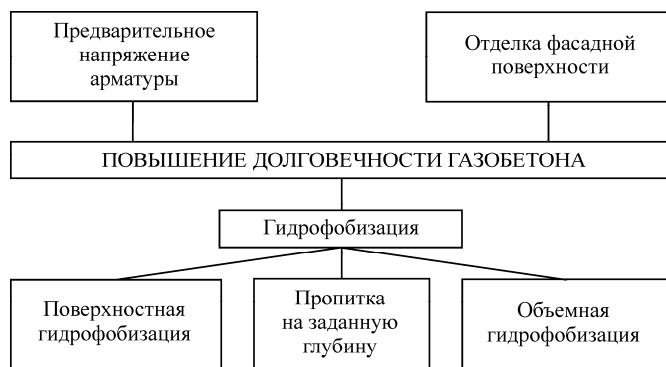 Предварительное
напряжение
арматуры
Отделка фасадной
поверхности
ПОВЫШЕНИЕ ДОЛГОВЕЧНОСТИ ГАЗОБЕТОНА
Гидрофобизация
Поверхностная
гидрофобизация
Пропитка
на заданную
глубину
Объемная
гидрофобизация